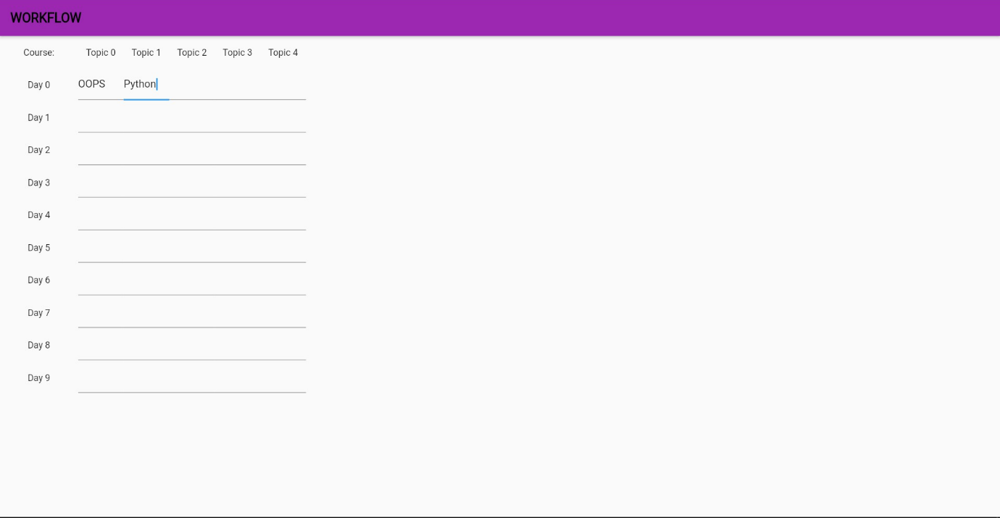 WORKFLOW
Course: Topic 0 Topic 1 Topic 2 Topic 3 Topic 4
Day 0 OOPS Python
Day 1
Day 2
Day 3
Day 4
Day 5
Day 6
Day 7
Day 8
Day 9